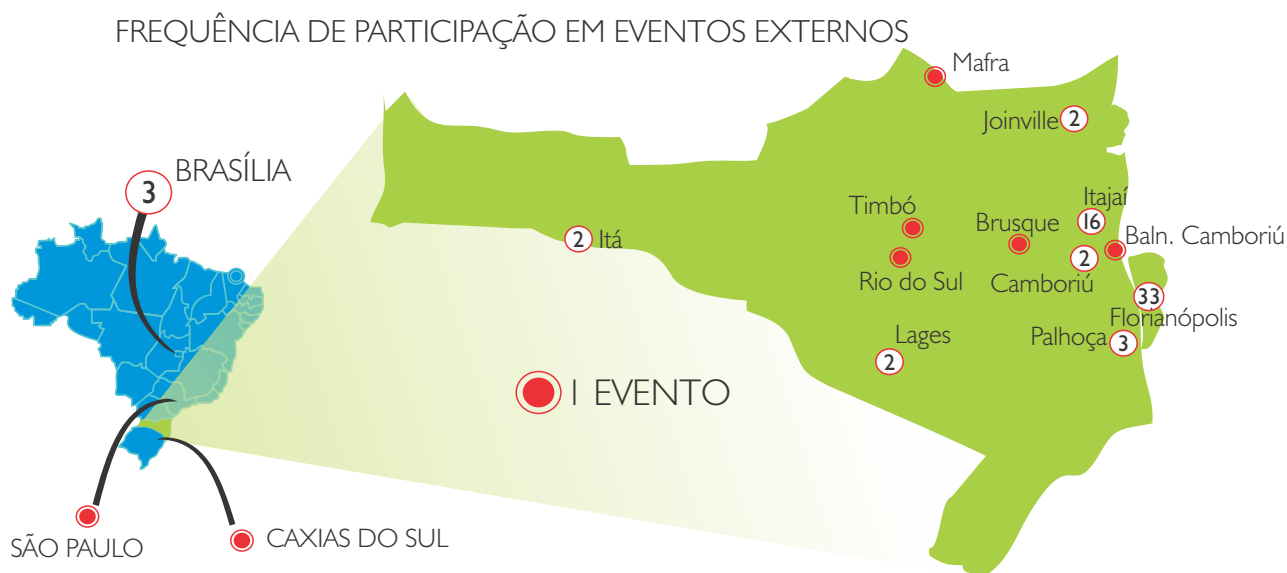 FREQUÊNCIA DE PARTICIPAÇÃO EM EVENTOS EXTERNOS
Mafra
Joinville 2
BRASÍLIA
3
Timbó
Itajaí
16
Brusque
Baln. Camboriú
2 Itá
Rio do Sul
Camboriú
2
33
Florianópolis
Palhoça 3
Lages
2
1 EVENTO
SÃO PAULO
CAXIAS DO SUL